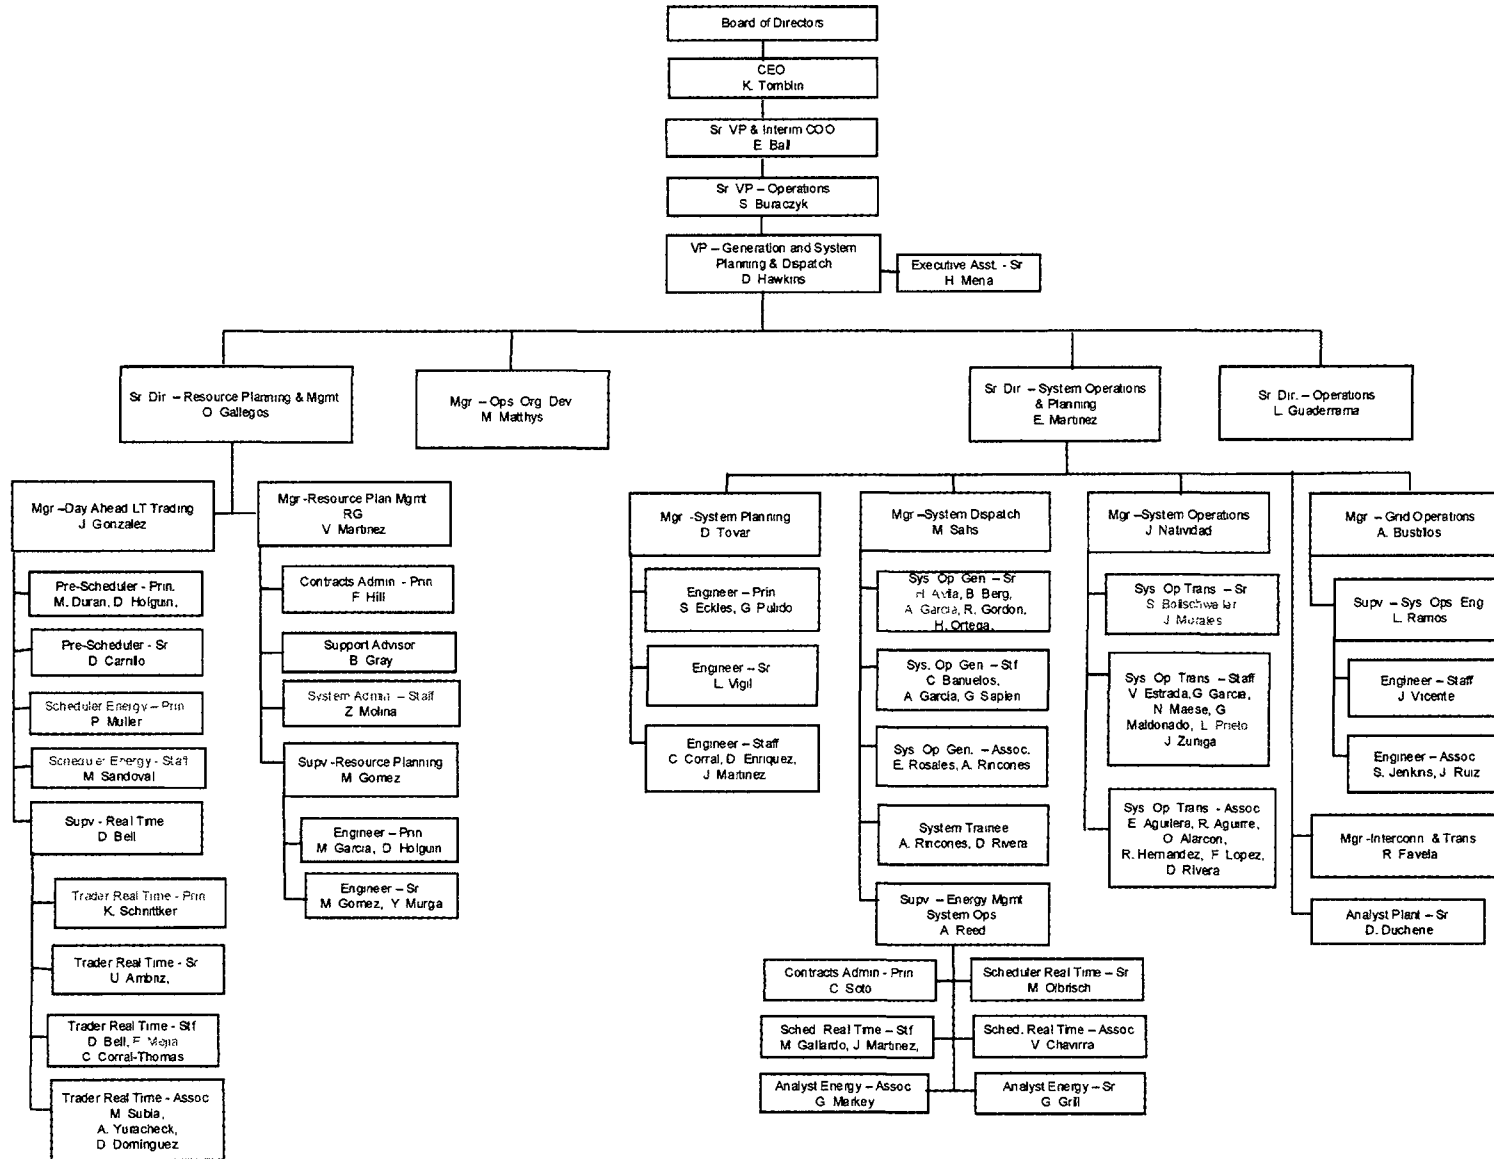 Board of Directors
CEO
K. Tomblin
Sr VP & Interim COO
E Ball
Sr VP – Operations
S Buraczyk
VP – Generation and System
Planning & Dispatch
D Hawkins
Executive Asst. - Sr
H Mena
Sr Dir – Resource Planning & Mgmt
O Gallegos
Mgr – Ops Org Dev
M Matthys
Sr Dir – System Operations
& Planning
E. Martinez
Sr Dir. – Operations
L. Guaderrama
Mgr –Day Ahead LT Trading
J Gonzalez
Pre-Scheduler - Prin.
M. Duran, D Holguin,
Pre-Scheduler - Sr
D Carrillo
Scheduler Energy – Prin
P Muller
Scheduler Energy - Staff
M Sandoval
Supv - Real Time
D Bell
Trader Real Time - Prin
K. Schnittker
Trader Real Time - Sr
U Ambriz,
Trader Real Time - Stf
D Bell, F Mejia
C Corral-Thomas
Trader Real Time - Assoc
M Subia,
A. Yuracheck,
D Dominguez
Mgr -Resource Plan Mgmt
RG
V Martinez
Contracts Admin - Prin
F Hill
Support Advisor
B Gray
System Admin – Staff
Z Molina
Supv -Resource Planning
M Gomez
Engineer – Prin
M Garcia, D Holguin
Engineer – Sr
M Gomez, Y Murga
Mgr -System Planning
D Tovar
Engineer – Prin
S Eckles, G Pulido
Engineer – Sr
L. Vigil
Engineer – Staff
C Corral, D Enriquez,
J Martinez
Mgr –System Dispatch
M Sahs
Sys Op Gen – Sr
H Avila, B Berg,
A Garcia, R. Gordon,
H. Ortega,
Sys. Op Gen – Stf
C Banuelos,
A Garcia, G Sapien
Sys Op Gen. – Assoc.
E. Rosales, A. Rincones
System Trainee
A. Rincones, D Rivera
Supv – Energy Mgmt
System Ops
A Reed
Contracts Admin - Prin
C Soto
Scheduler Real Time – Sr
M Olbrisch
Sched Real Time – Stf
M Gallardo, J Martinez,
Sched. Real Time – Assoc
V Chavirra
Analyst Energy – Assoc
G Markey
Analyst Energy – Sr
G Grill
Mgr –System Operations
J Natividad
Sys Op Trans – Sr
S Bollschweiler
J Morales
Sys Op Trans – Staff
V Estrada, G Garcia,
N Maese, G
Maldonado, L Prieto
J Zuniga
Sys Op Trans - Assoc
E Aguilera, R Aguirre,
O Alarcon,
R. Hernandez, F Lopez,
D Rivera
Mgr – Grid Operations
A. Bustillos
Supv – Sys Ops Eng
L. Ramos
Engineer – Staff
J Vicente
Engineer – Assoc
S. Jenkins, J Ruiz
Mgr -Interconn & Trans
R Favela
Analyst Plant – Sr
D. Duchene